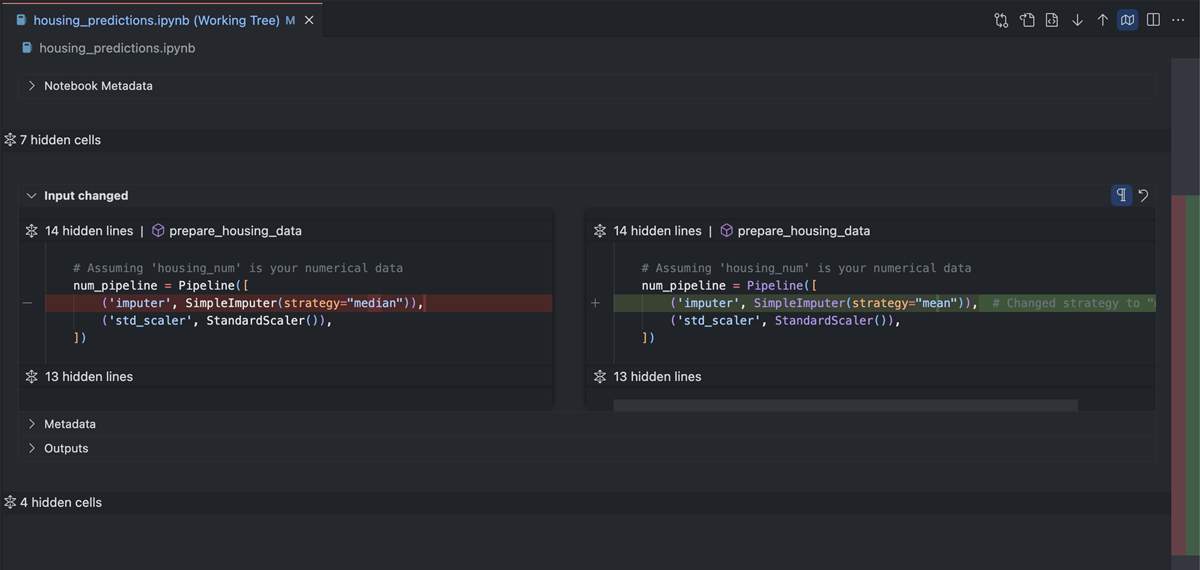 housing_predictions.ipynb (Working Tree) M
housing_predictions.ipynb
Notebook Metadata
7 hidden cells
Input changed
14 hidden lines | prepare_housing_data
# Assuming 'housing_num' is your numerical data
num_pipeline = Pipeline([
('imputer', SimpleImputer(strategy="median")),
('std_scaler', StandardScaler()),
])
13 hidden lines
14 hidden lines | prepare_housing_data
# Assuming 'housing_num' is your numerical data
num_pipeline = Pipeline([
('imputer', SimpleImputer(strategy="mean")), # Changed strategy to "
('std_scaler', StandardScaler()),
])
13 hidden lines
Metadata
Outputs
4 hidden cells